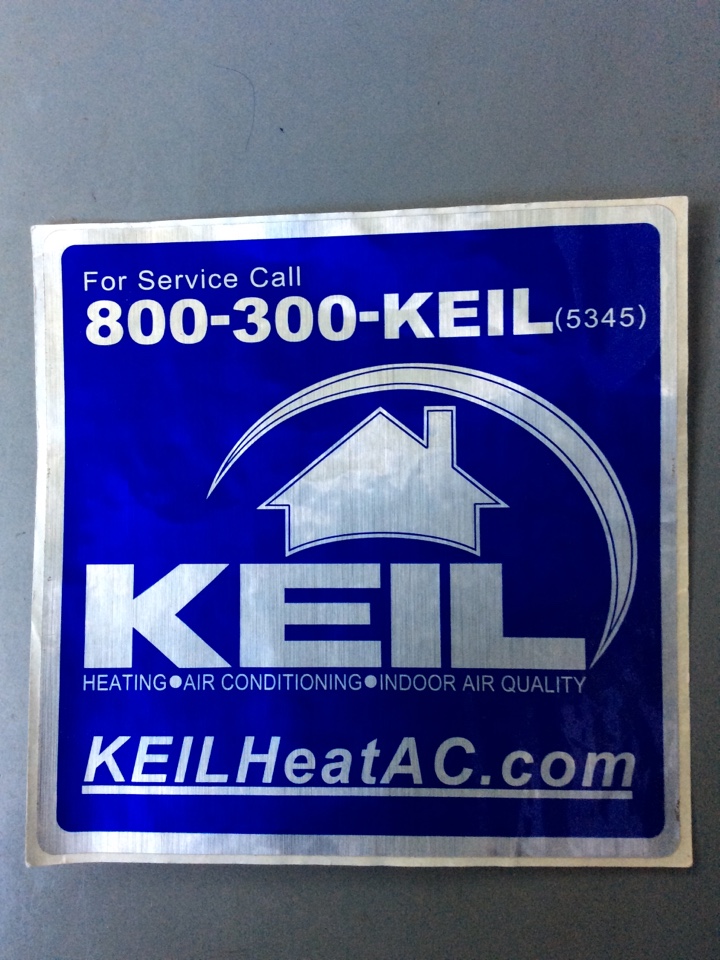 For Service Call
800-300-KEIL(5345)
KEIL
HEATING●AIR CONDITIONING●INDOOR AIR QUALITY
KEILHeatAC.com